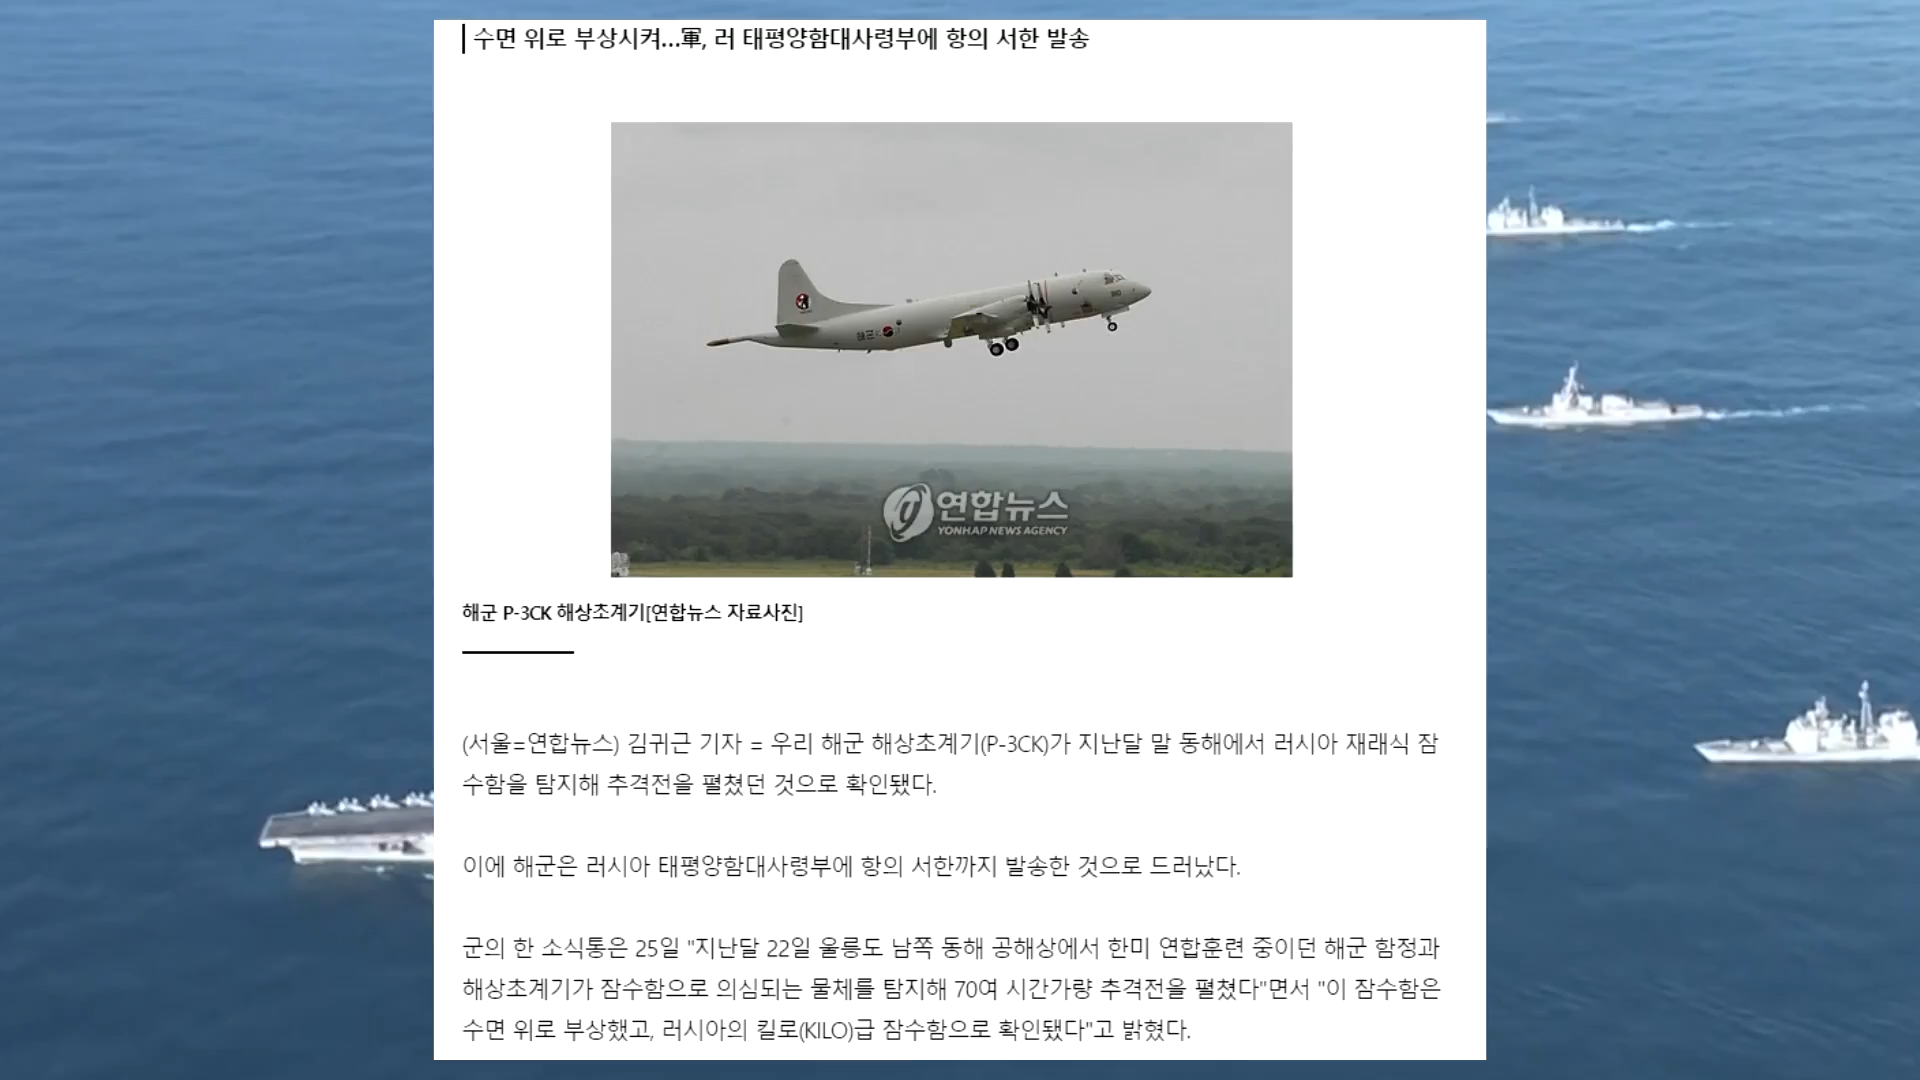 수면 위로 부상시켜...軍, 러 태평양함대사령부에 항의 서한 발송
해군
연합뉴스
YONHAP NEWS AGENCY
해군 P-3CK 해상초계기[연합뉴스 자료사진]
(서울=연합뉴스) 김귀근 기자 = 우리 해군 해상초계기(P-3CK)가 지난달 말 동해에서 러시아 재래식 잠
수함을 탐지해 추격전을 펼쳤던 것으로 확인됐다.
이에 해군은 러시아 태평양함대사령부에 항의 서한까지 발송한 것으로 드러났다.
군의 한 소식통은 25일 "지난달 22일 울릉도 남쪽 동해 공해상에서 한미 연합훈련 중이던 해군 함정과
해상초계기가 잠수함으로 의심되는 물체를 탐지해 70여 시간가량 추격전을 펼쳤다"면서 "이 잠수함은
수면 위로 부상했고, 러시아의 킬로(KILO)급 잠수함으로 확인됐다"고 밝혔다.